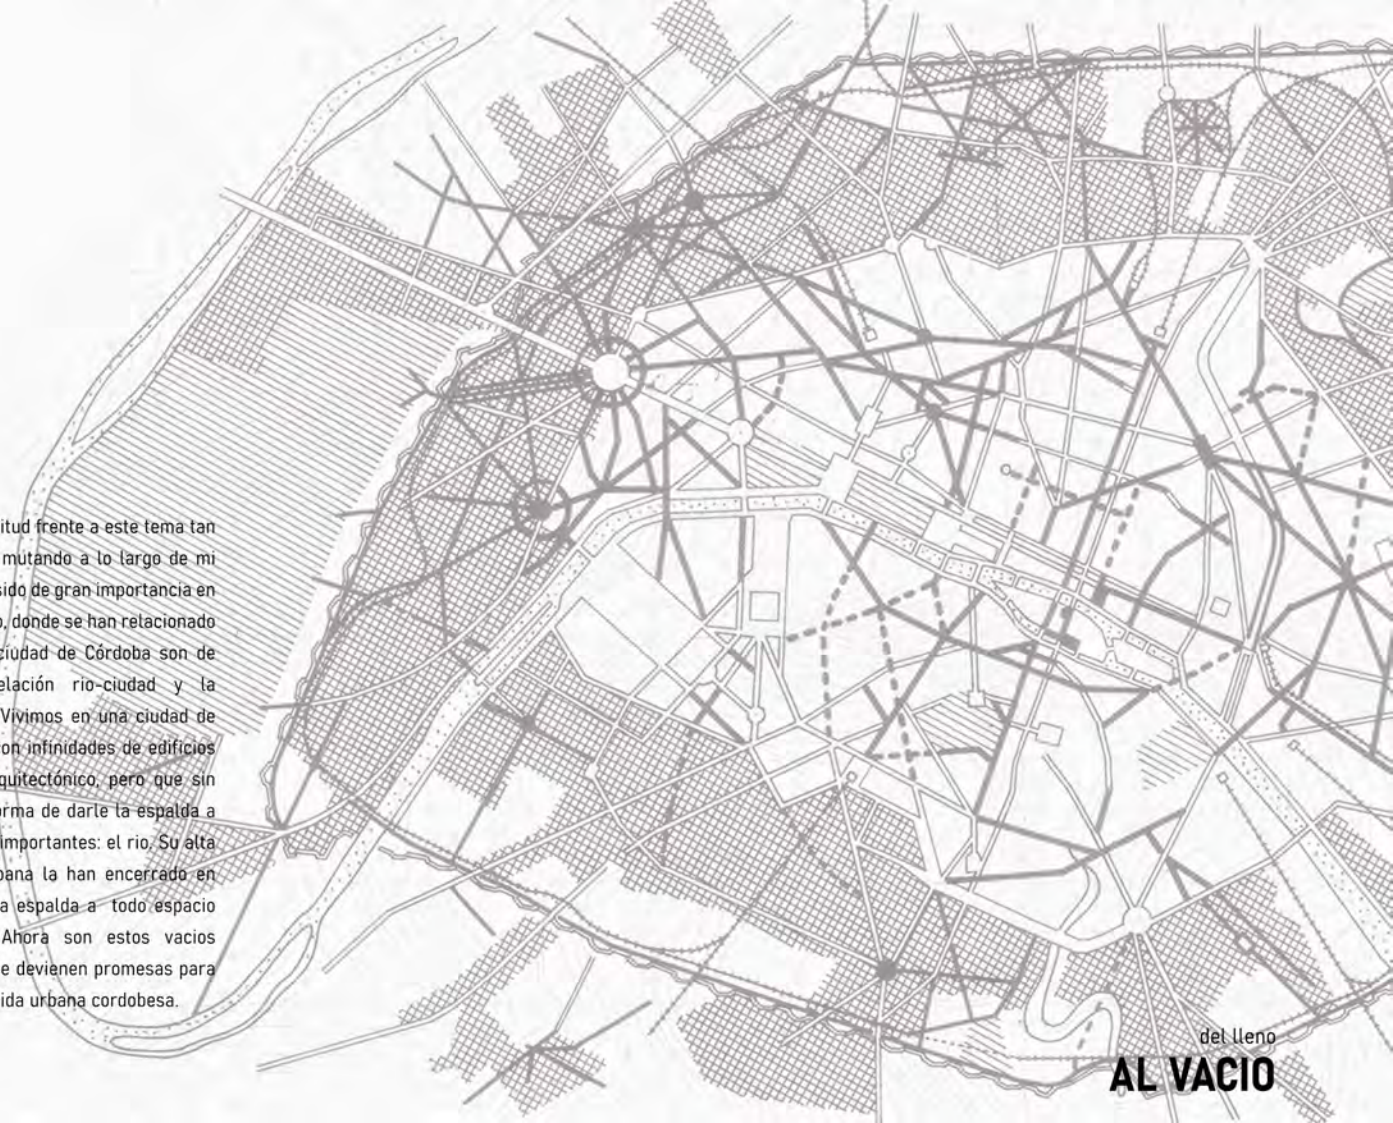 itud frente a este tema tan
mutando a lo largo de mi
sido de gran importancia en
o, donde se han relacionado
ciudad de Córdoba son de
elación rio-ciudad y la
Vivimos en una ciudad de
on infinidades de edificios
quitectónico, pero que sin
orma de darle la espalda a
importantes: el rio. Su alta
bana la han encerrado en
a espalda a todo espacio
Ahora son estos vacios
e devienen promesas para
ida urbana cordobesa.
del lleno
AL VACIO